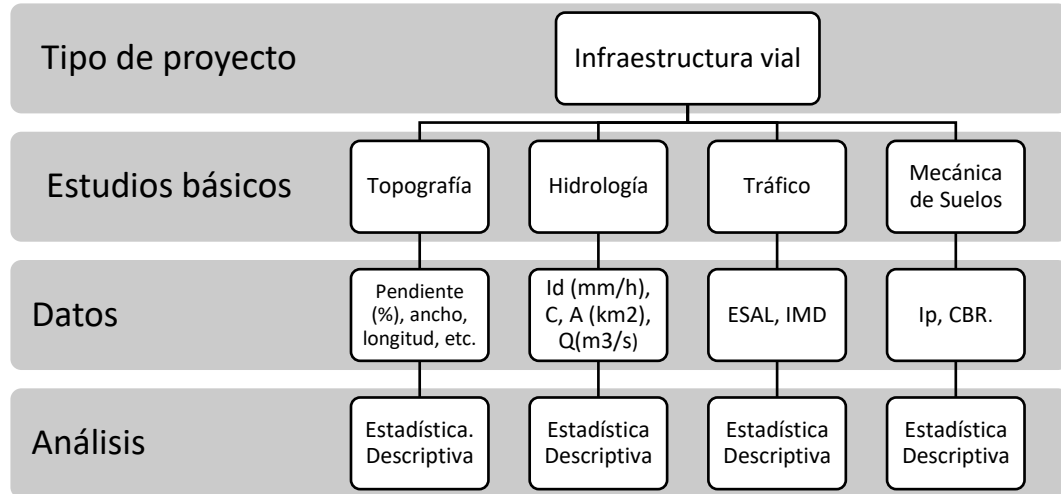 Tipo de proyecto
Infraestructura vial
Estudios básicos
Topografía
Hidrología
Tráfico
Mecánica
de Suelos
Datos
Pendiente
(%), ancho,
longitud, etc.
Id (mm/h),
C, A (km2),
Q(m3/s)
ESAL, IMD
Ip, CBR.
Análisis
Estadística.
Descriptiva
Estadística
Descriptiva
Estadística
Descriptiva
Estadística
Descriptiva